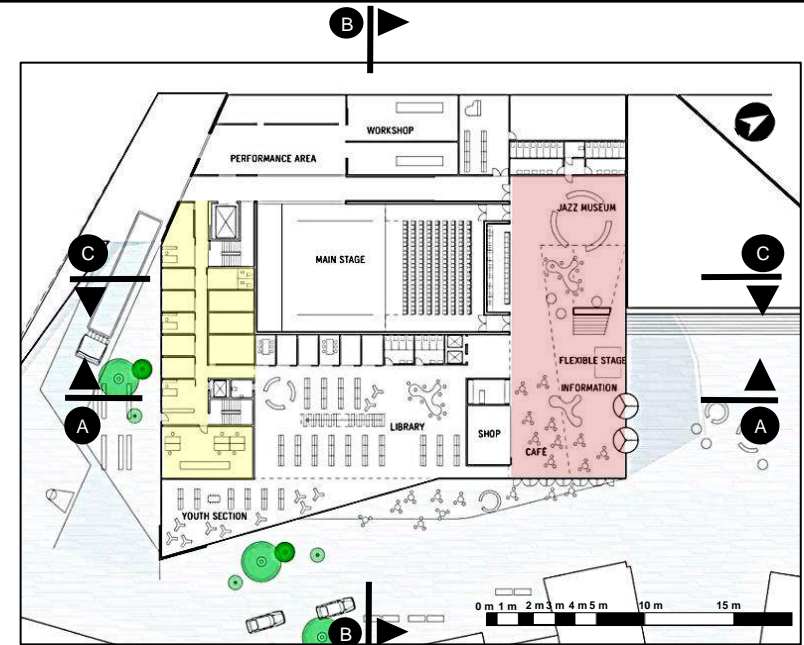 B
WORKSHOP
PERFORMANCE AREA
JAZZ MUSEUM
C
C
MAIN STAGE
FLEXIBLE STAGE
INFORMATION
A
A
LIBRARY
SHOP
CAFÉ
YOUTH SECTION
0 m 1 m 2 m 3 m 4 m 5 m 10 m 15 m
B